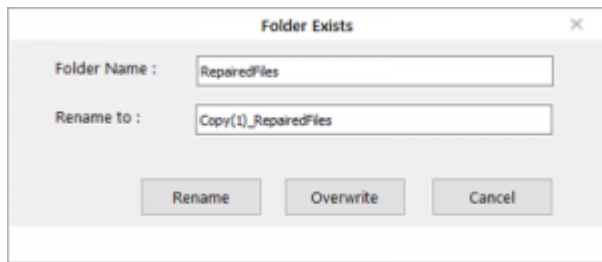 Folder Exists
Folder Name :
RepairedFiles
Rename to :
Copy(1)_RepairedFiles
Rename Overwrite Cancel